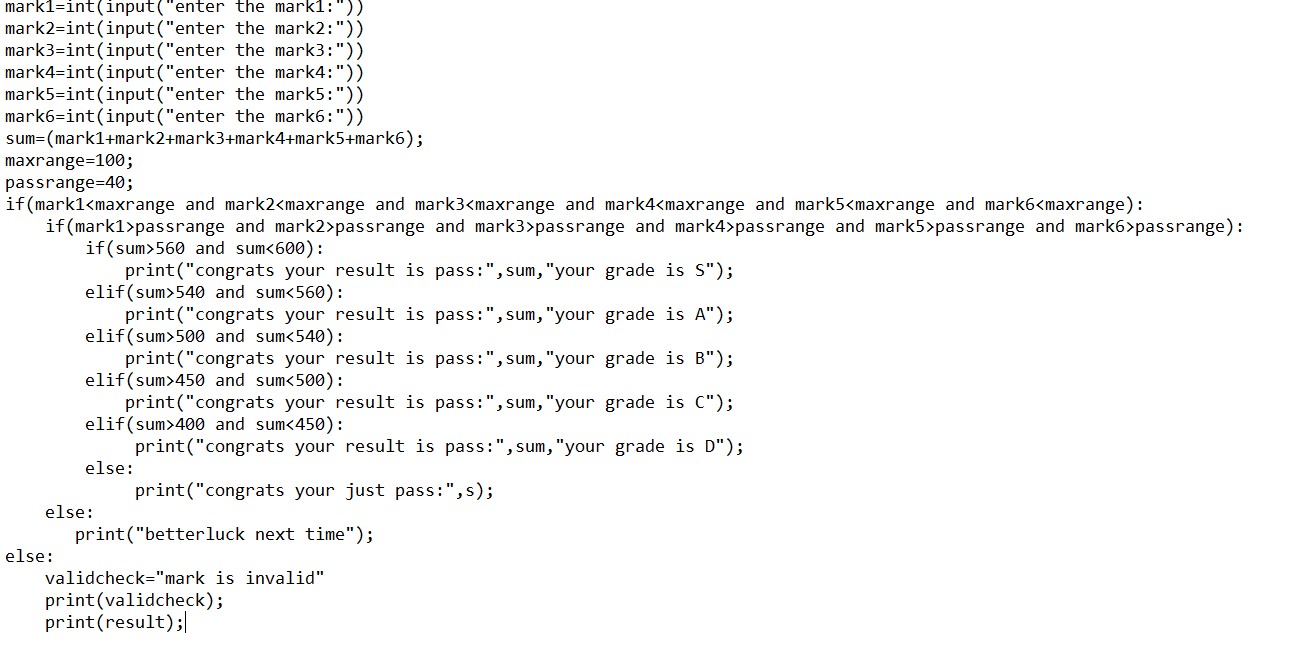 mark1=int(input("enter the mark1:"))
mark2=int(input("enter the mark2:"))
mark3=int(input("enter the mark3:"))
mark4=int(input("enter the mark4:"))
mark5=int(input("enter the mark5:"))
mark6=int(input("enter the mark6:"))
sum=(mark1+mark2+mark3+mark4+mark5+mark6);
maxrange=100;
passrange=40;
if(mark1<maxrange and mark2<maxrange and mark3<maxrange and mark4<maxrange and mark5<maxrange and mark6<maxrange):
    if(mark1>passrange and mark2>passrange and mark3>passrange and mark4>passrange and mark5>passrange and mark6>passrange):
        if(sum>560 and sum<600):
            print("congrats your result is pass:",sum,"your grade is S");
        elif(sum>540 and sum<560):
            print("congrats your result is pass:",sum,"your grade is A");
        elif(sum>500 and sum<540):
            print("congrats your result is pass:",sum,"your grade is B");
        elif(sum>450 and sum<500):
            print("congrats your result is pass:",sum,"your grade is C");
        elif(sum>400 and sum<450):
             print("congrats your result is pass:",sum,"your grade is D");
        else:
             print("congrats your just pass:",s);
    else:
       print("betterluck next time");
else:
    validcheck="mark is invalid"
    print(validcheck);
    print(result);